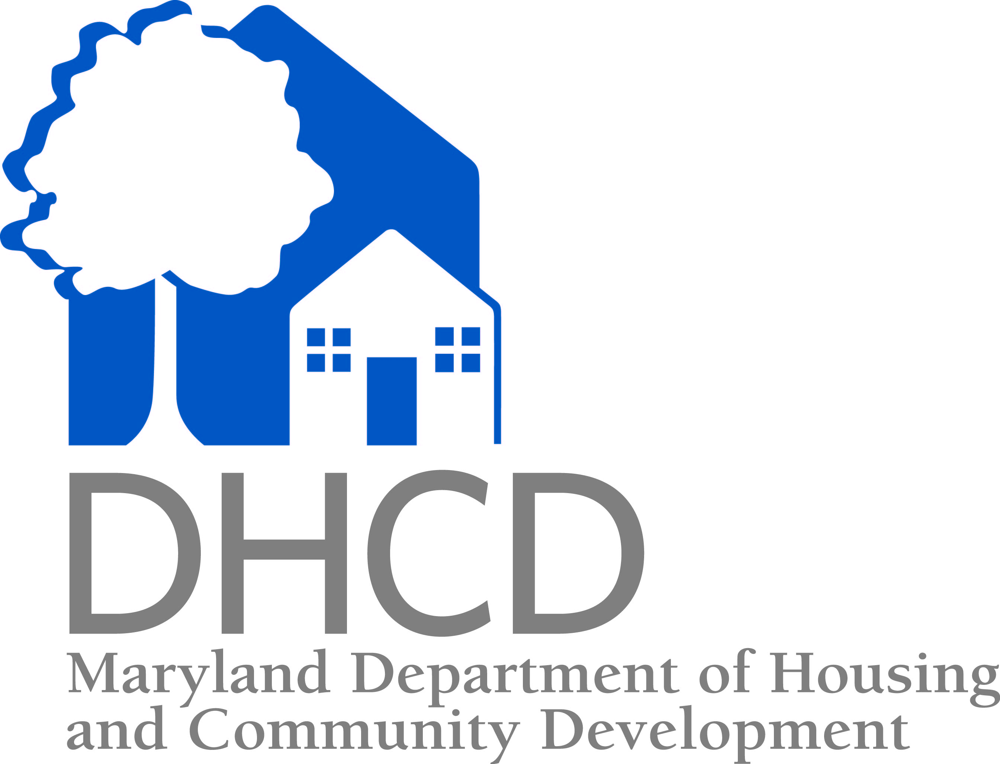 DHCD
Maryland Department of Housing
and Community Development